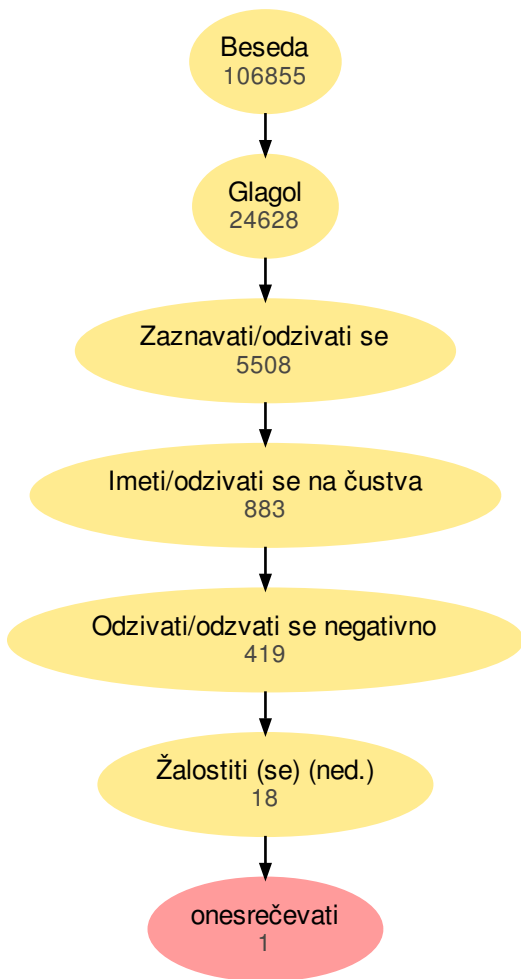 Beseda
106855
Glagol
24628
Zaznavati/odzivati se
5508
Imeti/odzivati se na čustva
883
Odzivati/odzvati se negativno
419
Žalostiti (se) (ned.)
18
onesrečevati
1